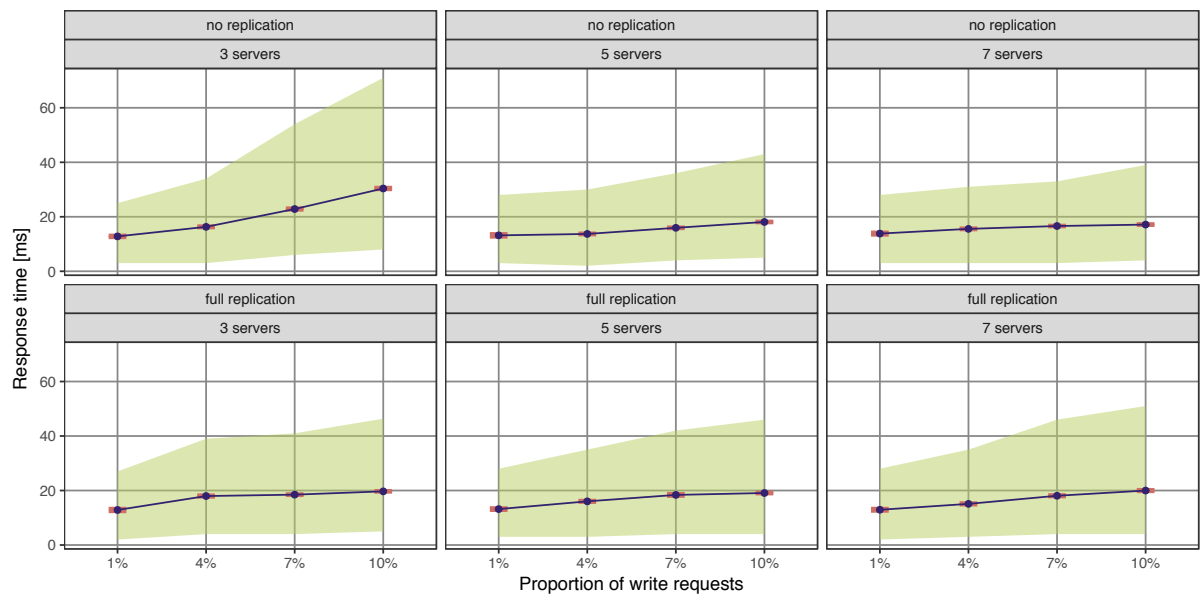 no replication no replication no replication
3 servers 5 servers 7 servers
60
40
20
0
full replication full replication full replication
3 servers 5 servers 7 servers
60
40
20
0
1% 4% 7% 10% 1% 4% 7% 10% 1% 4% 7% 10%
Response time [ms]
Proportion of write requests